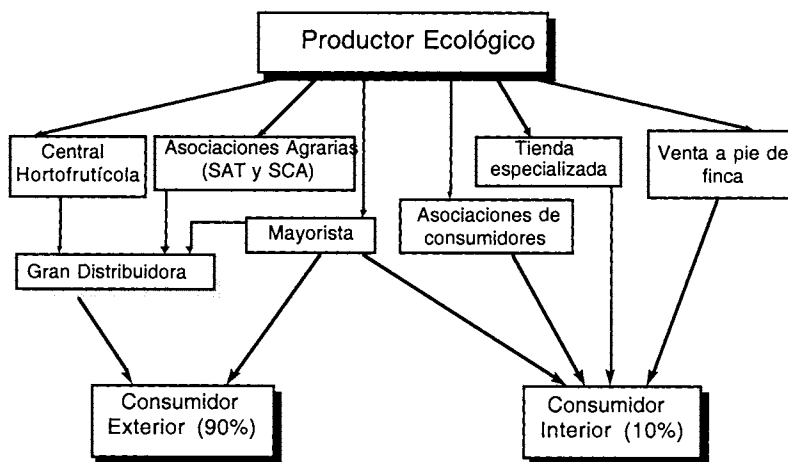 Productor Ecológico
Central
Hortofrutícola
Asociaciones Agrarias
(SAT y SCA)
Tienda
especializada
Venta a pie de
finca
Mayorista
Asociaciones de
consumidores
Gran Distribuidora
Consumidor
Exterior (90%)
Consumidor
Interior (10%)